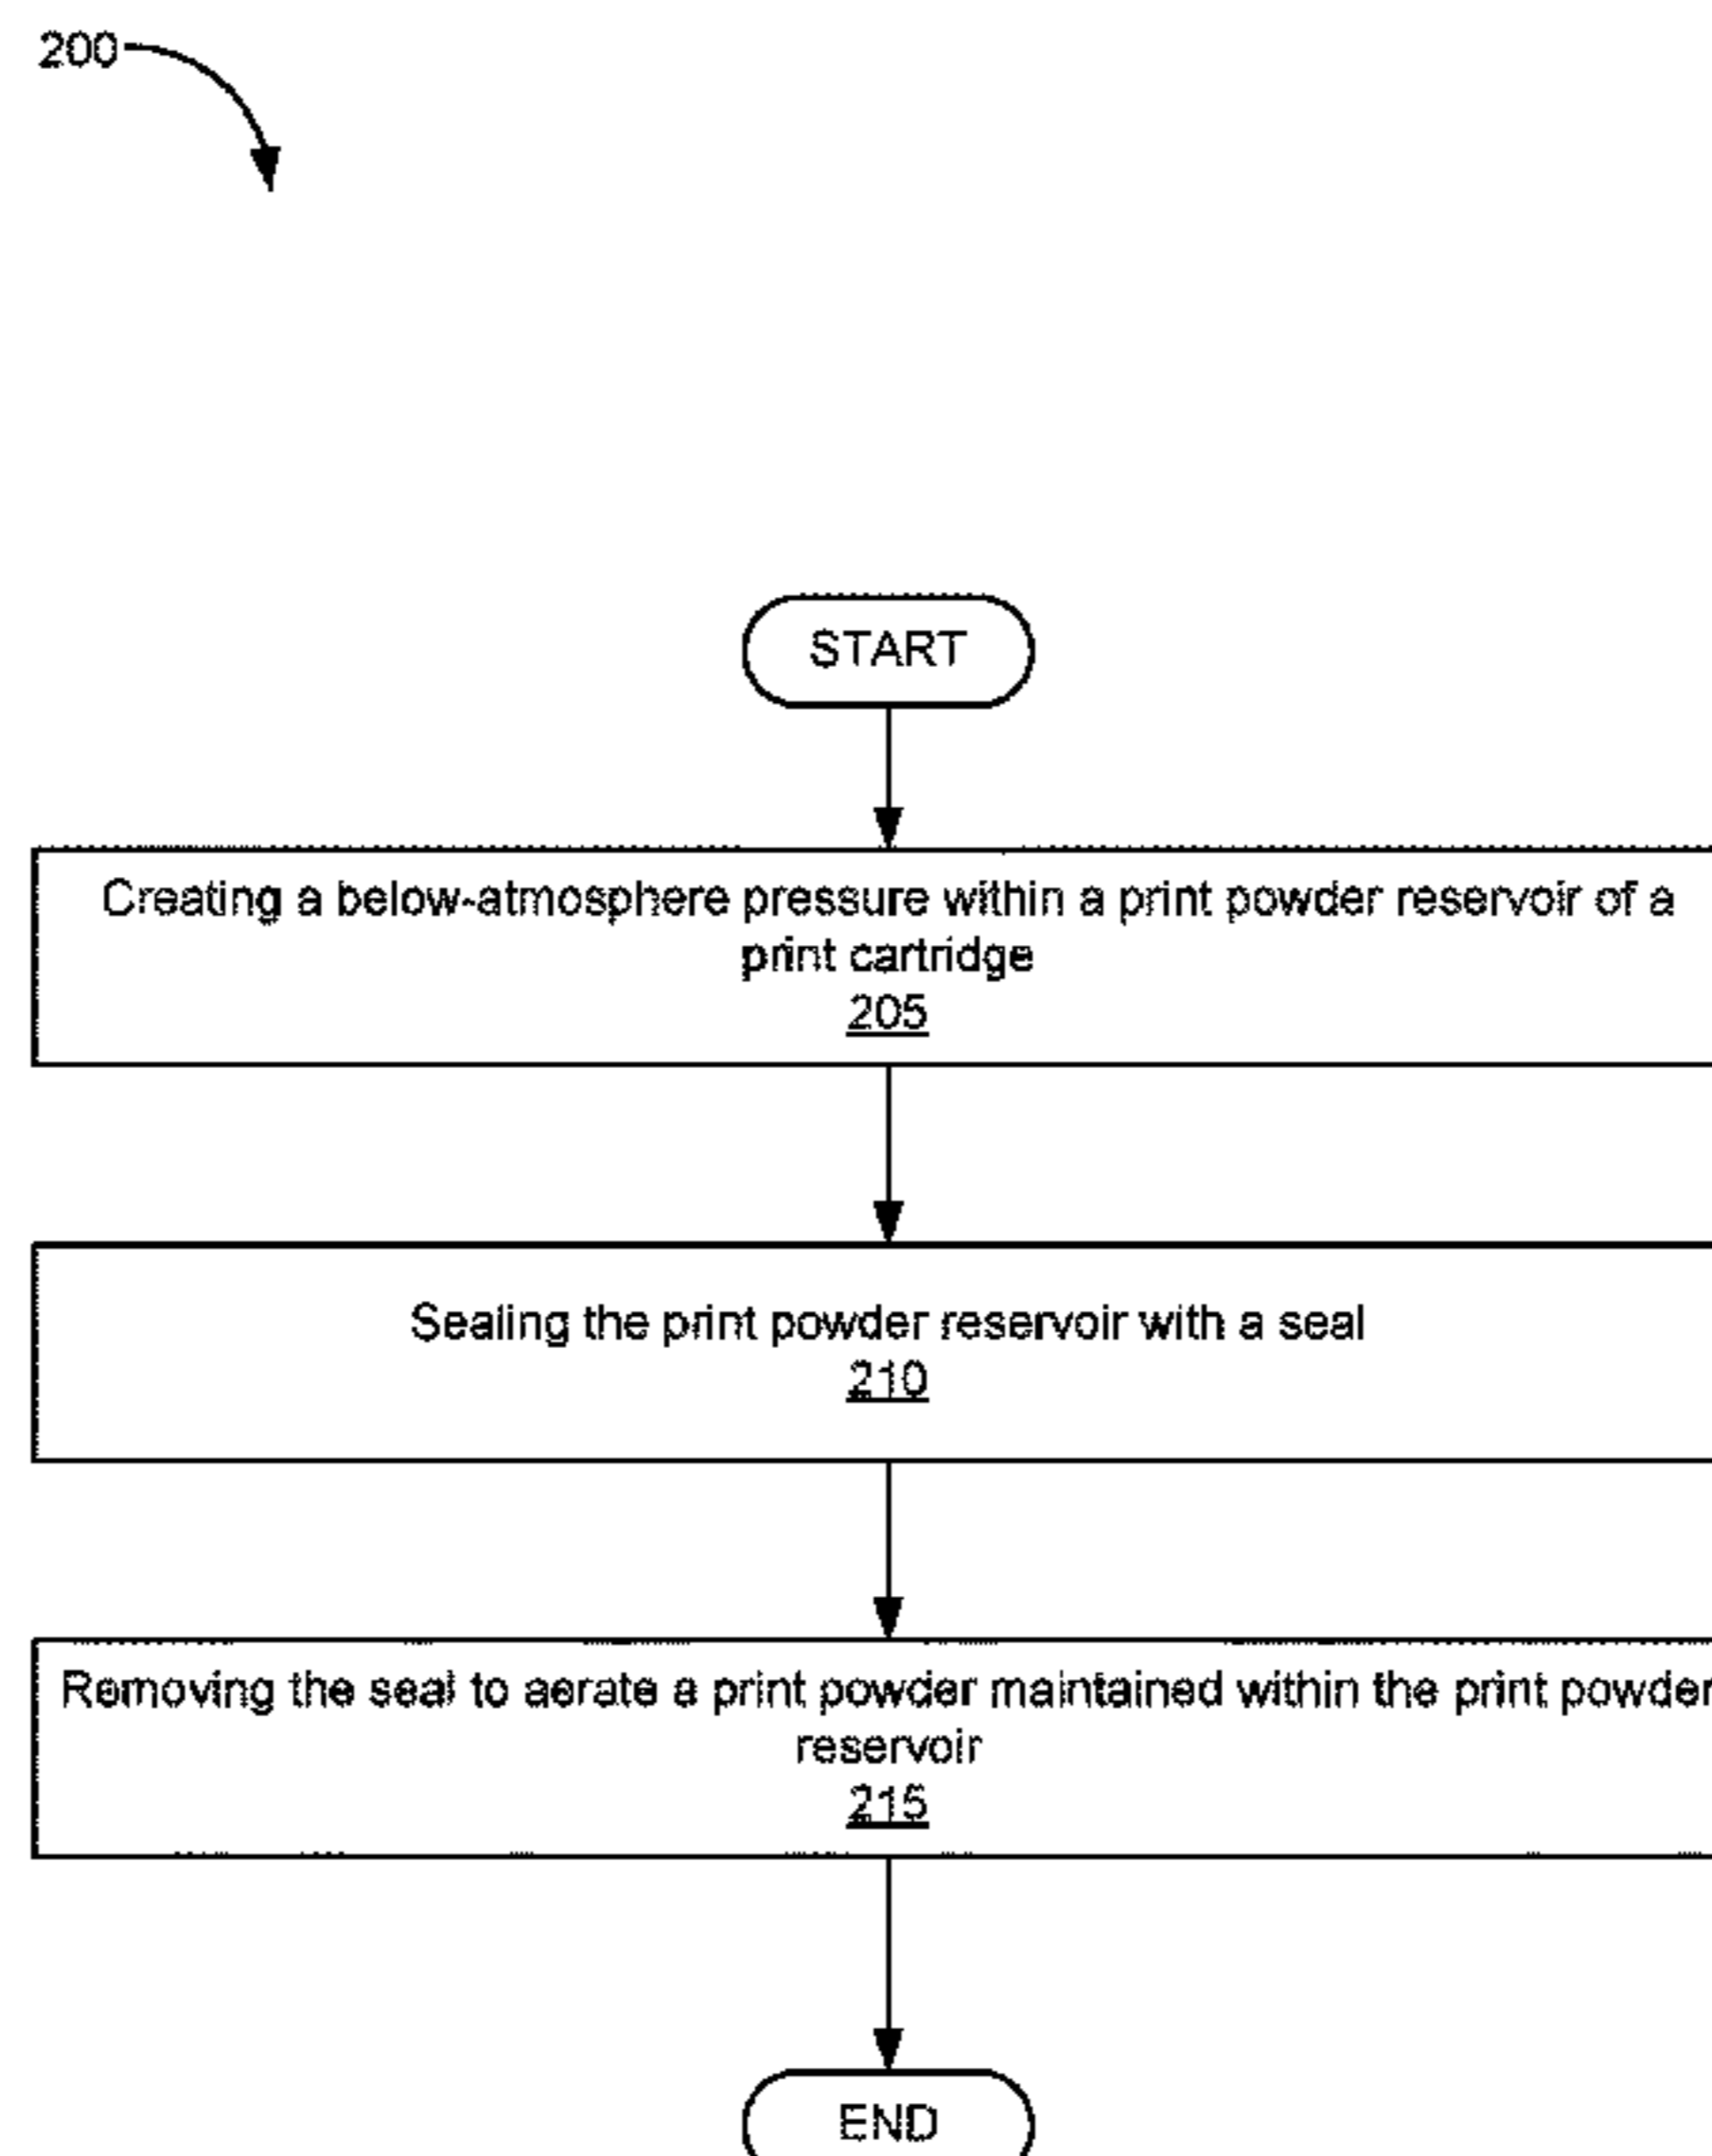 200
START
Creating a below-atmosphere pressure within a print powder reservoir of a
print cartridge
205
Sealing the print powder reservoir with a seal
210
Removing the seal to aerate a print powder maintained within the print powder
reservoir
215
END